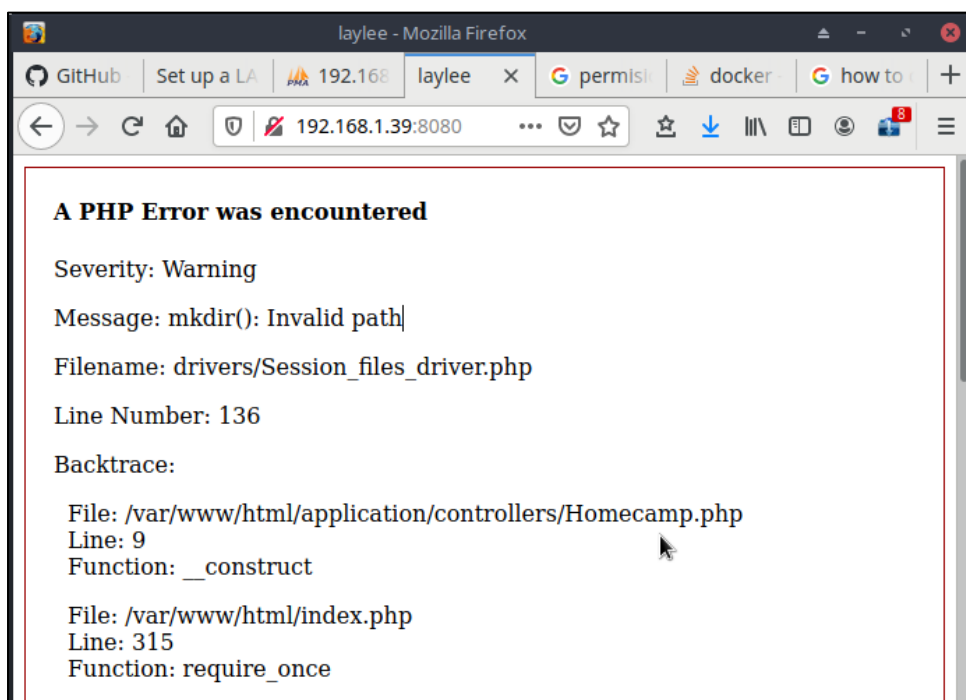 laylee - Mozilla Firefox
GitHub
Set up a LA
PMA 192.168
laylee
G permisi
docker
G how to
192.168.1.39:8080
8
A PHP Error was encountered
Severity: Warning
Message: mkdir(): Invalid path
Filename: drivers/Session_files_driver.php
Line Number: 136
Backtrace:
File: /var/www/html/application/controllers/Homecamp.php
Line: 9
Function: __construct
File: /var/www/html/index.php
Line: 315
Function: require_once